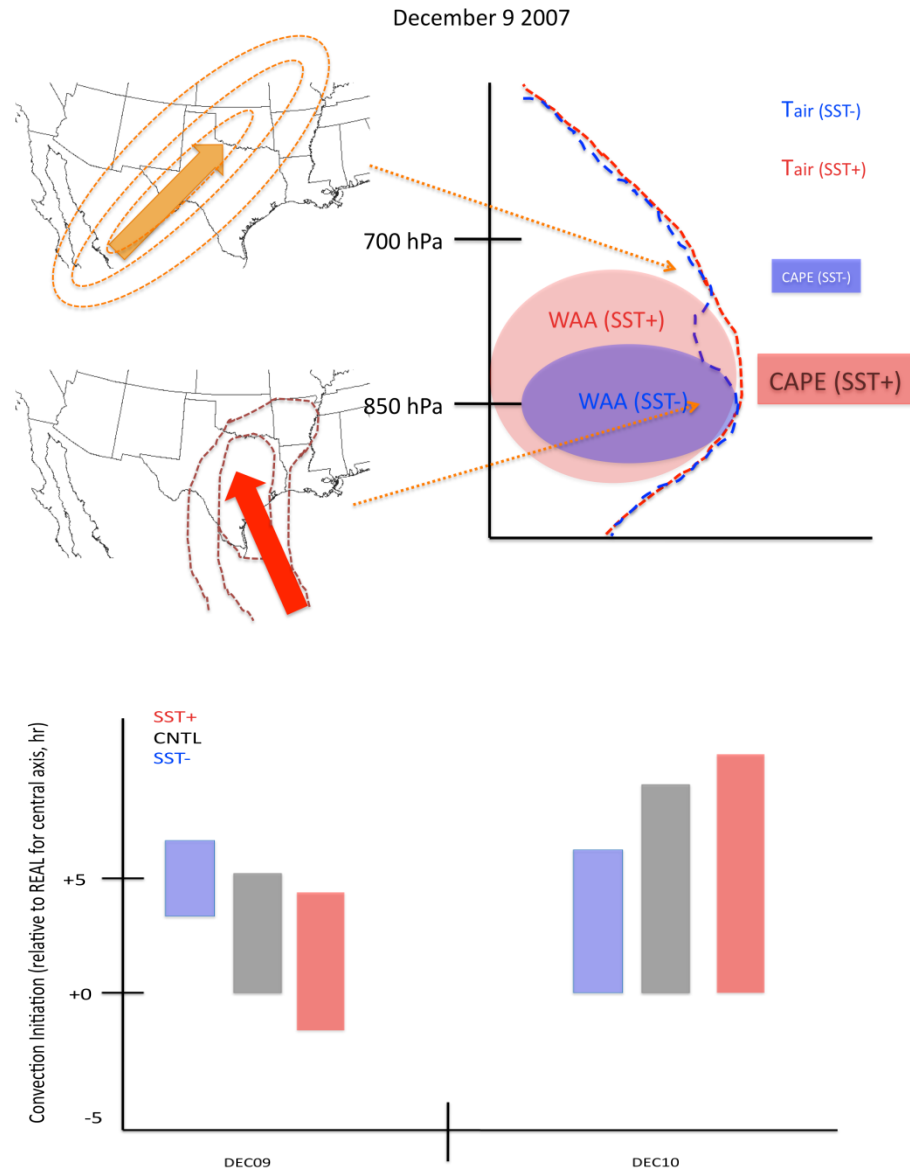 December 9 2007
Tair (SST-)
Tair (SST+)
700 hPa
CAPE (SST-)
WAA (SST+)
CAPE (SST+)
850 hPa
WAA (SST-)
Convection Initiation (relative to REAL for central axis, hr)
SST+
CNTL
SST-
+5
+0
-5
DEC09
DEC10